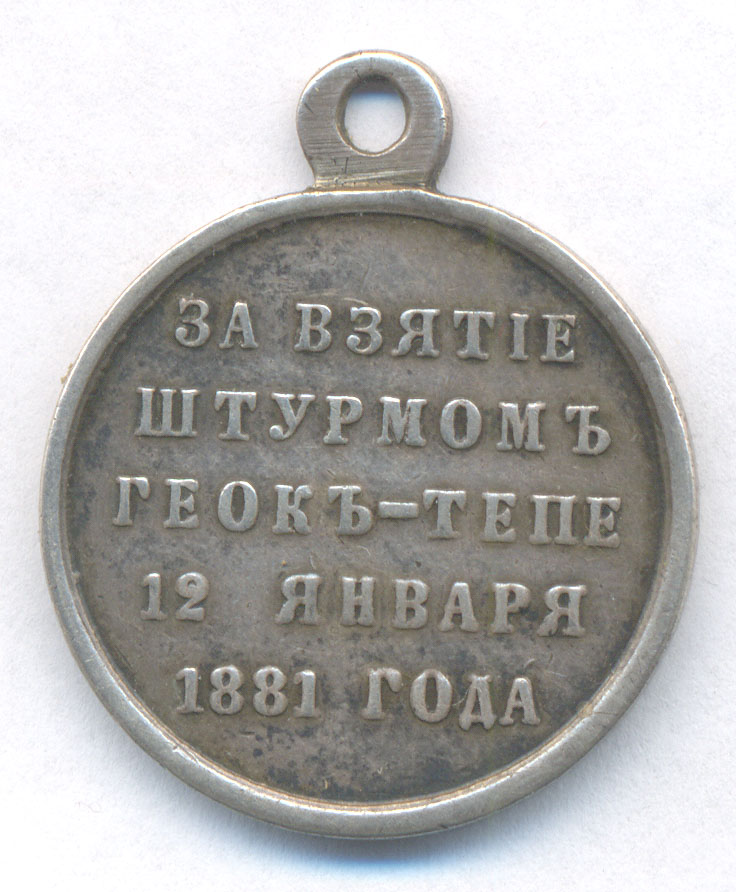 ЗА ВЗЯТІЕ
ШТУРМОМЪ
ГЕОКЪ-ТЕПЕ
12 ЯНВАРЯ
1881 ГОДА